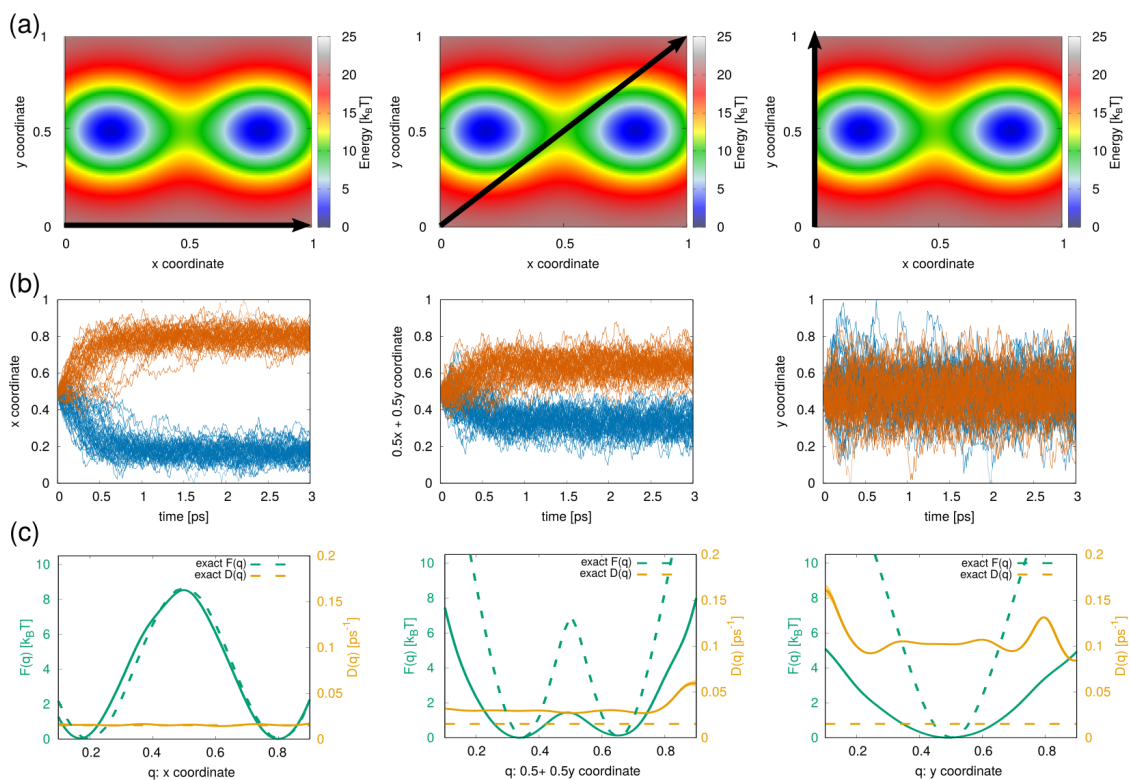 (a)
1
0.5
0
y coordinate
0
0.5
1
x coordinate
25
20
15
10
5
0
Energy [kBT]
1
0.5
0
y coordinate
0
0.5
1
x coordinate
25
20
15
10
5
0
Energy [kBT]
1
0.5
0
y coordinate
0
0.5
1
x coordinate
25
20
15
10
5
0
Energy [kBT]
(b)
1
0.8
0.6
0.4
0.2
0
x coordinate
0 0.5 1 1.5 2 2.5 3
time [ps]
1
0.8
0.6
0.4
0.2
0
0.5x + 0.5y coordinate
0 0.5 1 1.5 2 2.5 3
time [ps]
1
0.8
0.6
0.4
0.2
0
y coordinate
0 0.5 1 1.5 2 2.5 3
time [ps]
(c)
10
8
6
4
2
0
F(q) [kBT]
exact F(q)
exact D(q)
0.2
0.15
0.1
0.05
0
D(q) [ps-1]
0.2 0.4 0.6 0.8
q: x coordinate
10
8
6
4
2
0
F(q) [kBT]
exact F(q)
exact D(q)
0.2
0.15
0.1
0.05
0
D(q) [ps-1]
0.2 0.4 0.6 0.8
q: 0.5+ 0.5y coordinate
10
8
6
4
2
0
F(q) [kBT]
exact F(q)
exact D(q)
0.2
0.15
0.1
0.05
0
D(q) [ps-1]
0.2 0.4 0.6 0.8
q: y coordinate